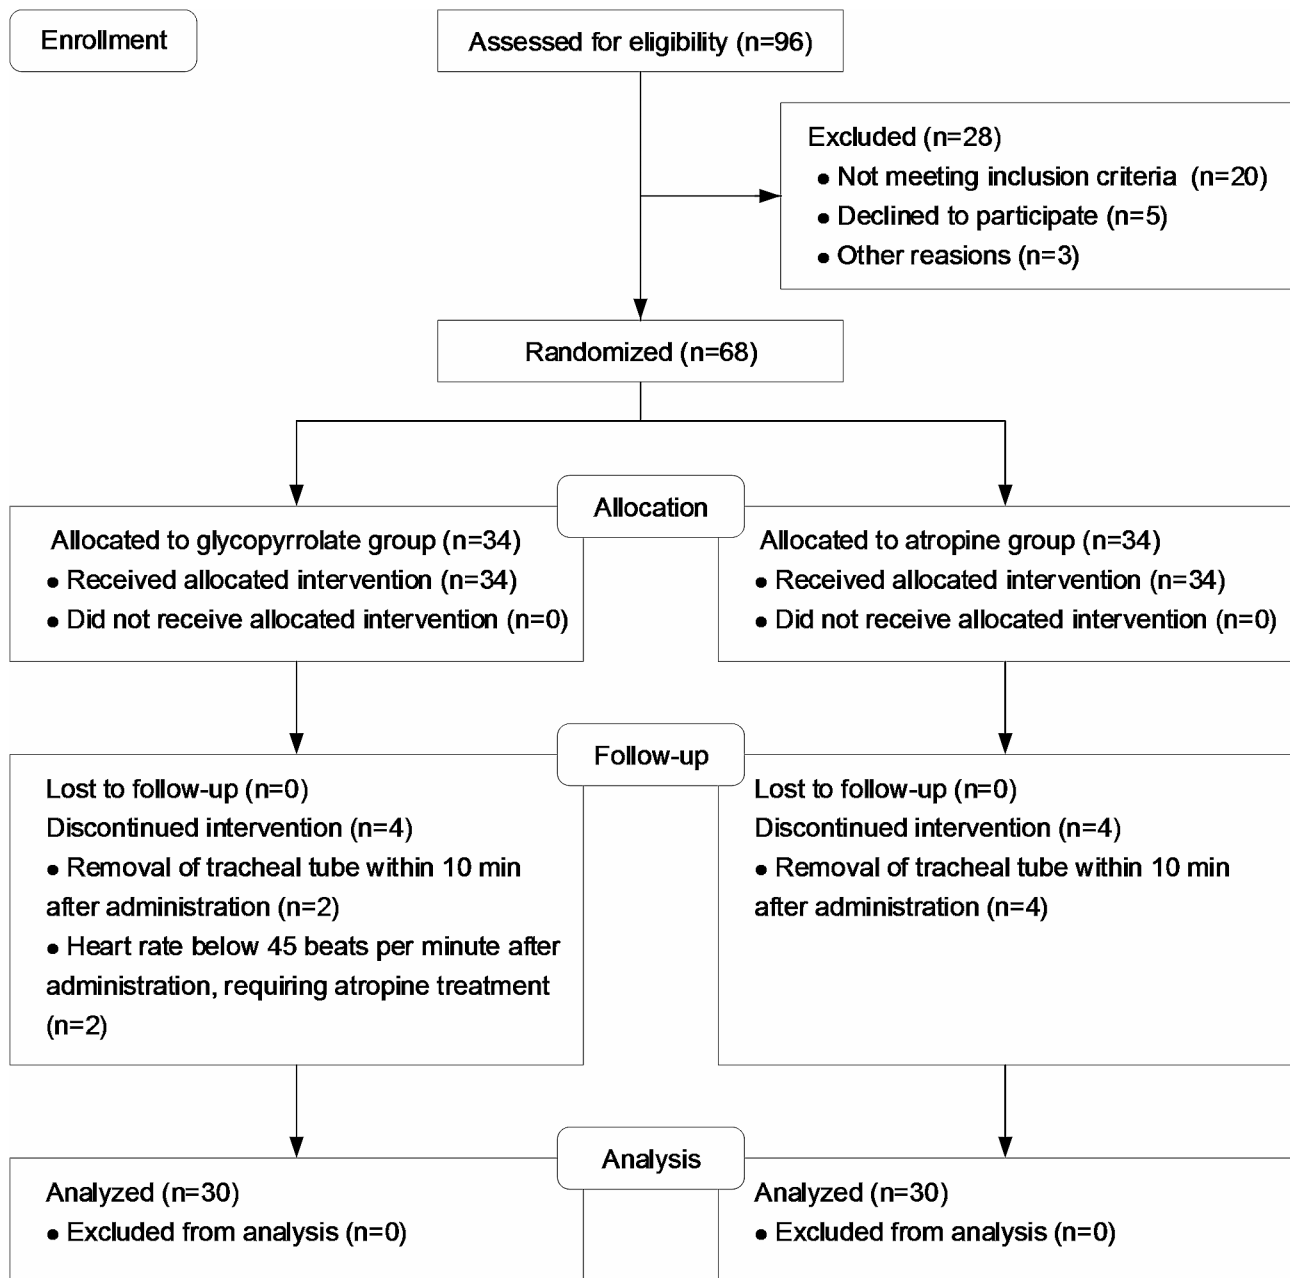 Enrollment
Assessed for eligibility (n=96)
Excluded (n=28)
• Not meeting inclusion criteria (n=20)
• Declined to participate (n=5)
• Other reasons (n=3)
Randomized (n=68)
Allocation
Allocated to glycopyrrolate group (n=34)
• Received allocated intervention (n=34)
• Did not receive allocated intervention (n=0)
Allocated to atropine group (n=34)
• Received allocated intervention (n=34)
• Did not receive allocated intervention (n=0)
Follow-up
Lost to follow-up (n=0)
Discontinued intervention (n=4)
• Removal of tracheal tube within 10 min
after administration (n=2)
• Heart rate below 45 beats per minute after
administration, requiring atropine treatment
(n=2)
Lost to follow-up (n=0)
Discontinued intervention (n=4)
• Removal of tracheal tube within 10 min
after administration (n=4)
Analysis
Analyzed (n=30)
• Excluded from analysis (n=0)
Analyzed (n=30)
• Excluded from analysis (n=0)